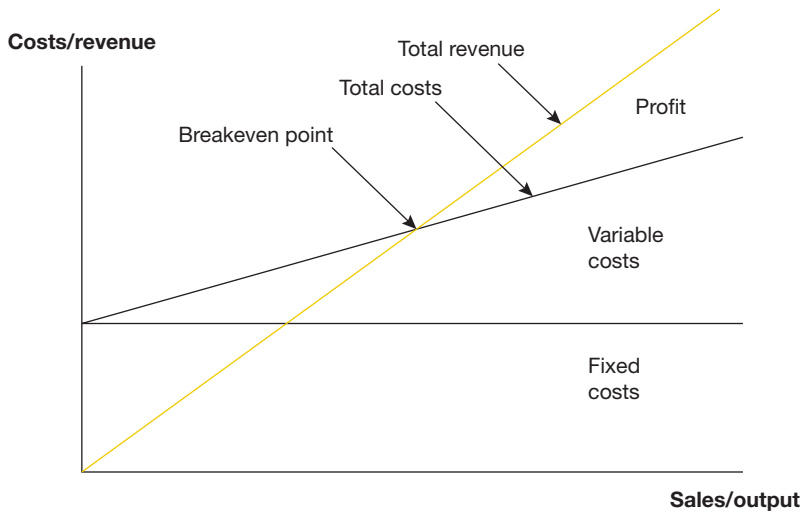 Costs/revenue
Total revenue
Total costs
Profit
Breakeven point
Variable
costs
Fixed
costs
Sales/output